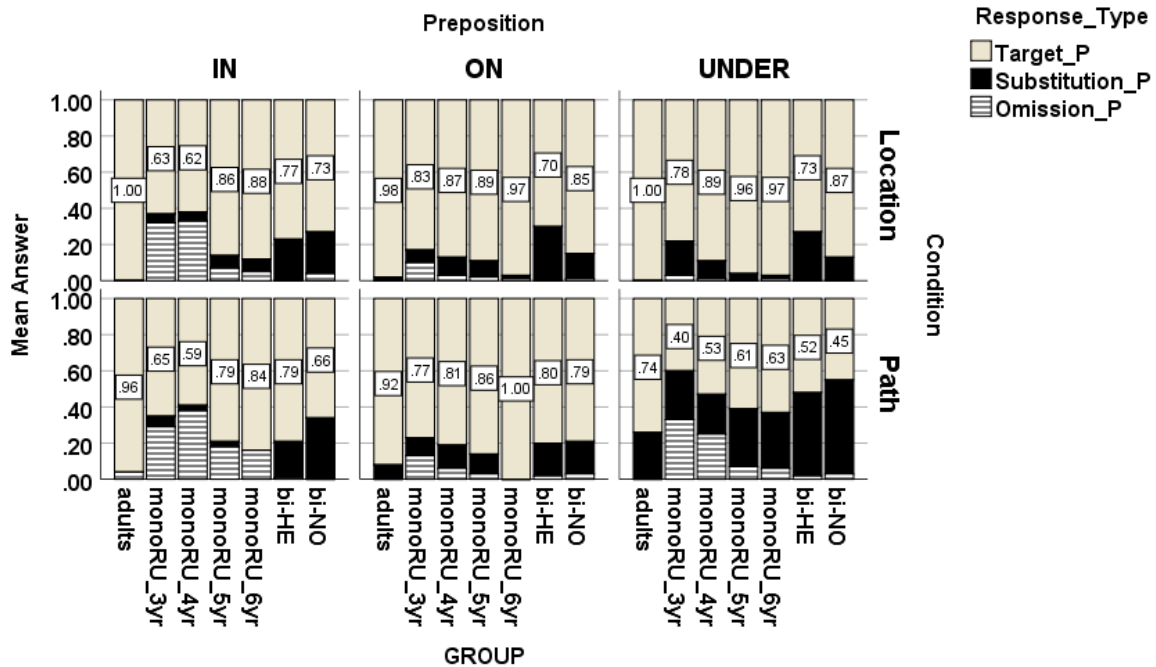 Preposition
Response_Type
Target_P
Substitution_P
Omission_P
IN ON UNDER
1.00 .80 .60 .40 .20 .00
1.00 .63 .62 .86 .88 .77 .73
.98 .83 .87 .89 .97 .70 .85
1.00 .78 .89 .96 .97 .73 .87
Location
Mean Answer
Condition
1.00 .80 .60 .40 .20 .00
.96 .65 .59 .79 .84 .79 .66
.92 .77 .81 .86 1.00 .80 .79
.74 .40 .53 .61 .63 .52 .45
Path
adults monoRU_3yr monoRU_4yr monoRU_5yr monoRU_6yr bi-HE bi-NO
adults monoRU_3yr monoRU_4yr monoRU_5yr monoRU_6yr bi-HE bi-NO
adults monoRU_3yr monoRU_4yr monoRU_5yr monoRU_6yr bi-HE bi-NO
GROUP